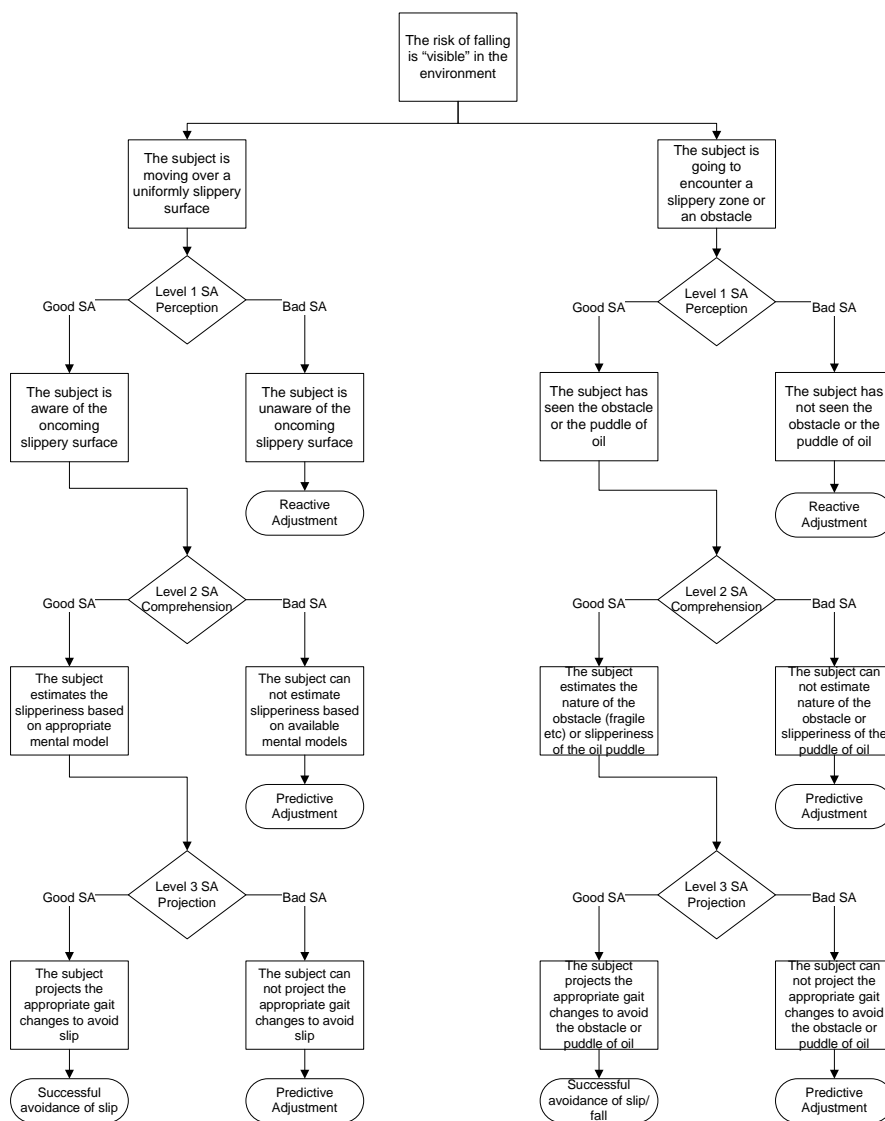 The risk of falling
is “visible” in the
environment
The subject is
moving over a
uniformly slippery
surface
The subject is
going to
encounter a
slippery zone or
an obstacle
Level 1 SA
Perception
Good SA
Bad SA
Level 1 SA
Perception
Good SA
Bad SA
The subject is
aware of the
oncoming
slippery surface
The subject is
unaware of the
oncoming
slippery surface
The subject has
seen the obstacle
or the puddle of
oil
The subject has
not seen the
obstacle or the
puddle of oil
Reactive
Adjustment
Reactive
Adjustment
Level 2 SA
Comprehension
Good SA
Bad SA
Level 2 SA
Comprehension
Good SA
Bad SA
The subject
estimates the
slipperiness based
on appropriate
mental model
The subject can
not estimate
slipperiness based
on available
mental models
The subject
estimates the
nature of the
obstacle (fragile
etc) or slipperiness
of the oil puddle
The subject can
not estimate
nature of the
obstacle or
slipperiness of the
puddle of oil
Predictive
Adjustment
Predictive
Adjustment
Level 3 SA
Projection
Good SA
Bad SA
Level 3 SA
Projection
Good SA
Bad SA
The subject
projects the
appropriate gait
changes to avoid
slip
The subject can
not project the
appropriate gait
changes to avoid
slip
The subject
projects the
appropriate gait
changes to avoid
the obstacle or
puddle of oil
The subject can
not project the
appropriate gait
changes to avoid
the obstacle or
puddle of oil
Successful
avoidance of slip
Predictive
Adjustment
Successful
avoidance of slip/
fall
Predictive
Adjustment